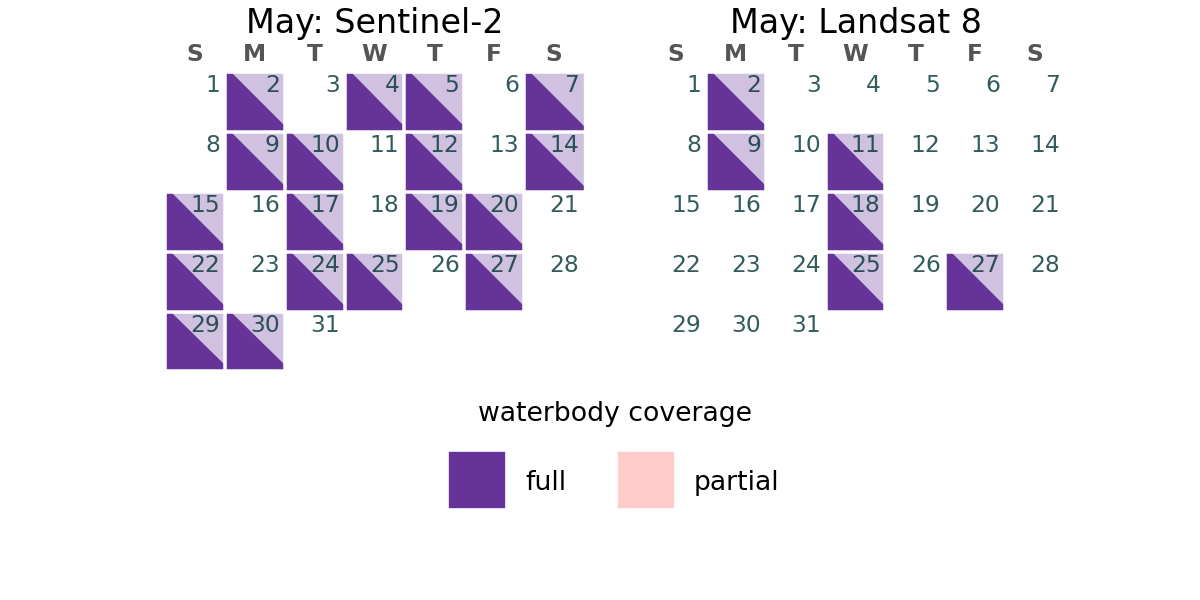 May: Sentinel-2
S M T W T F S
1 2 3 4 5 6 7
8 9 10 11 12 13 14
15 16 17 18 19 20 21
22 23 24 25 26 27 28
29 30 31
May: Landsat 8
S M T W T F S
1 2 3 4 5 6 7
8 9 10 11 12 13 14
15 16 17 18 19 20 21
22 23 24 25 26 27 28
29 30 31
waterbody coverage
full
partial